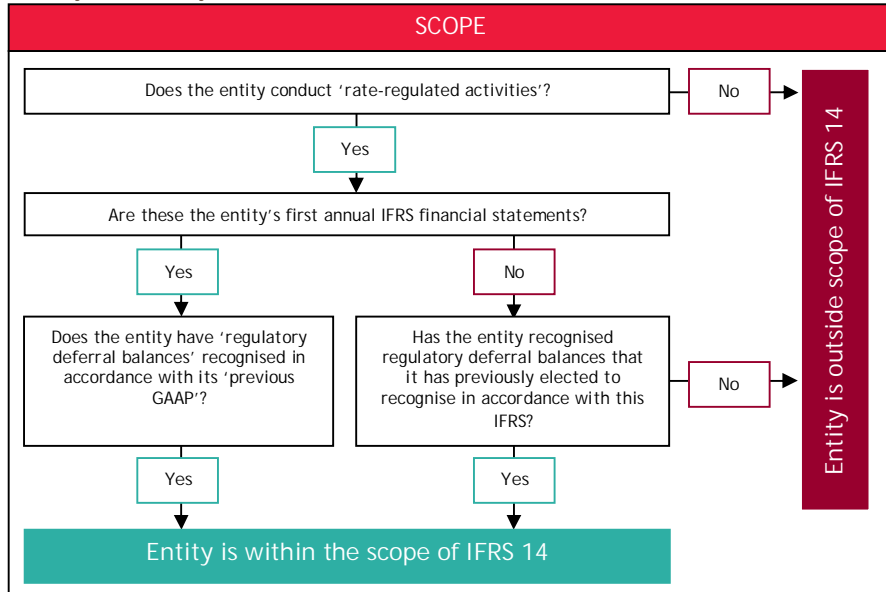 SCOPE
Does the entity conduct ‘rate-regulated activities’?
No
Yes
Are these the entity’s first annual IFRS financial statements?
Yes
No
Does the entity have ‘regulatory
deferral balances’ recognised in
accordance with its ‘previous
GAAP’?
Has the entity recognised
regulatory deferral balances that
it has previously elected to
recognise in accordance with this
IFRS?
No
Yes
Yes
Entity is within the scope of IFRS 14
Entity is outside scope of IFRS 14